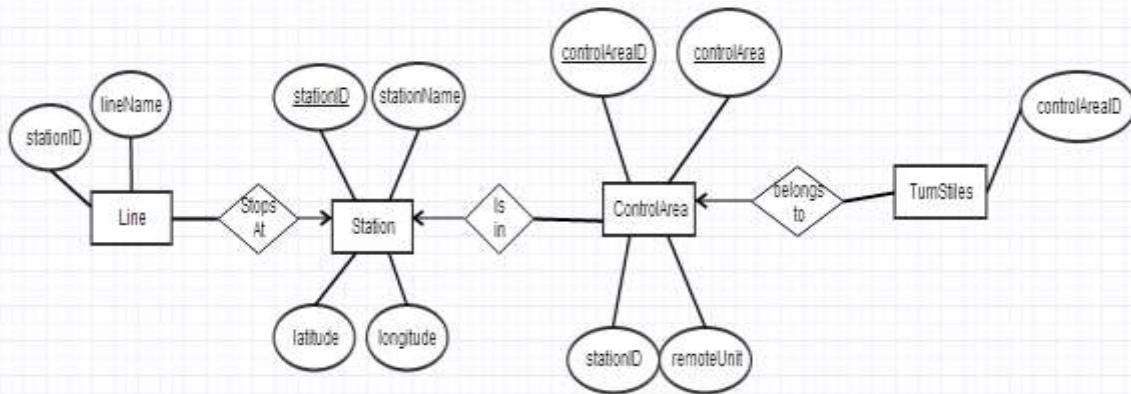 controlAreaID
controlArea
stationID
stationName
lineName
controlAreaID
stationID
Line
Stops
At
Station
Is
in
ControlArea
belongs
to
TurnStiles
latitude
longitude
stationID
remoteUnit